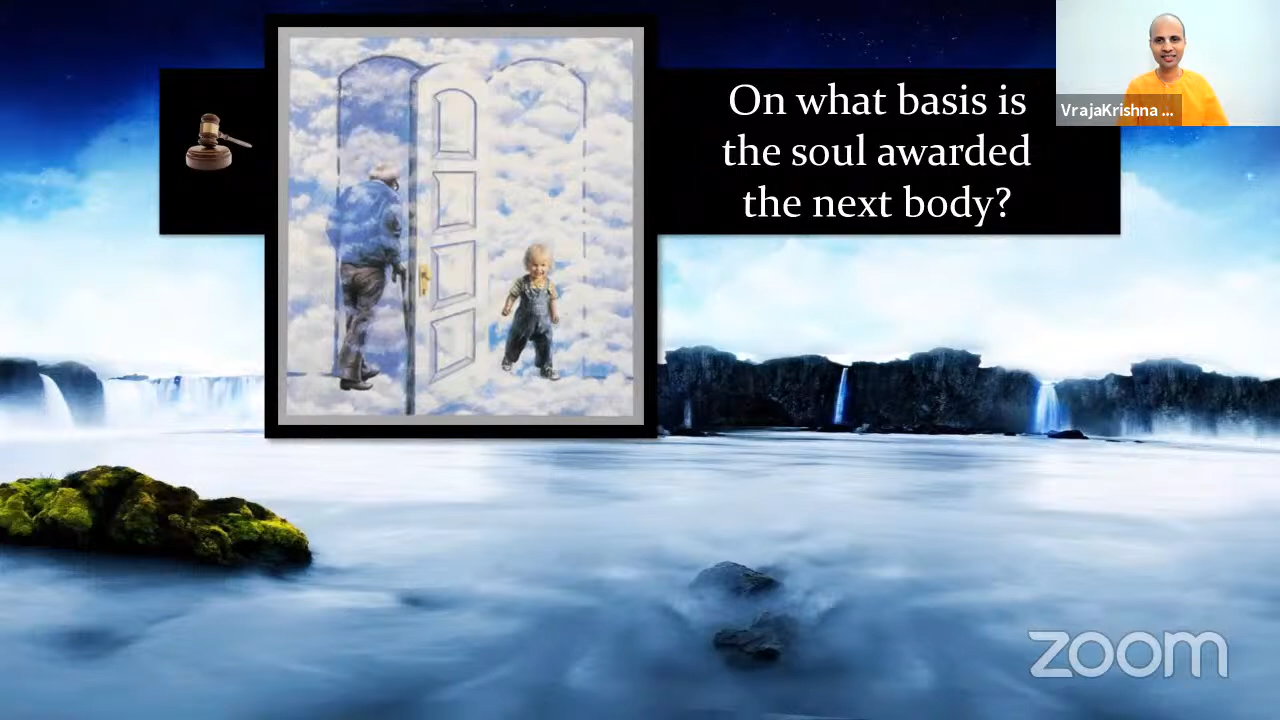 On what basis is
the soul awarded
the next body?
VrajaKrishna ...
zoom